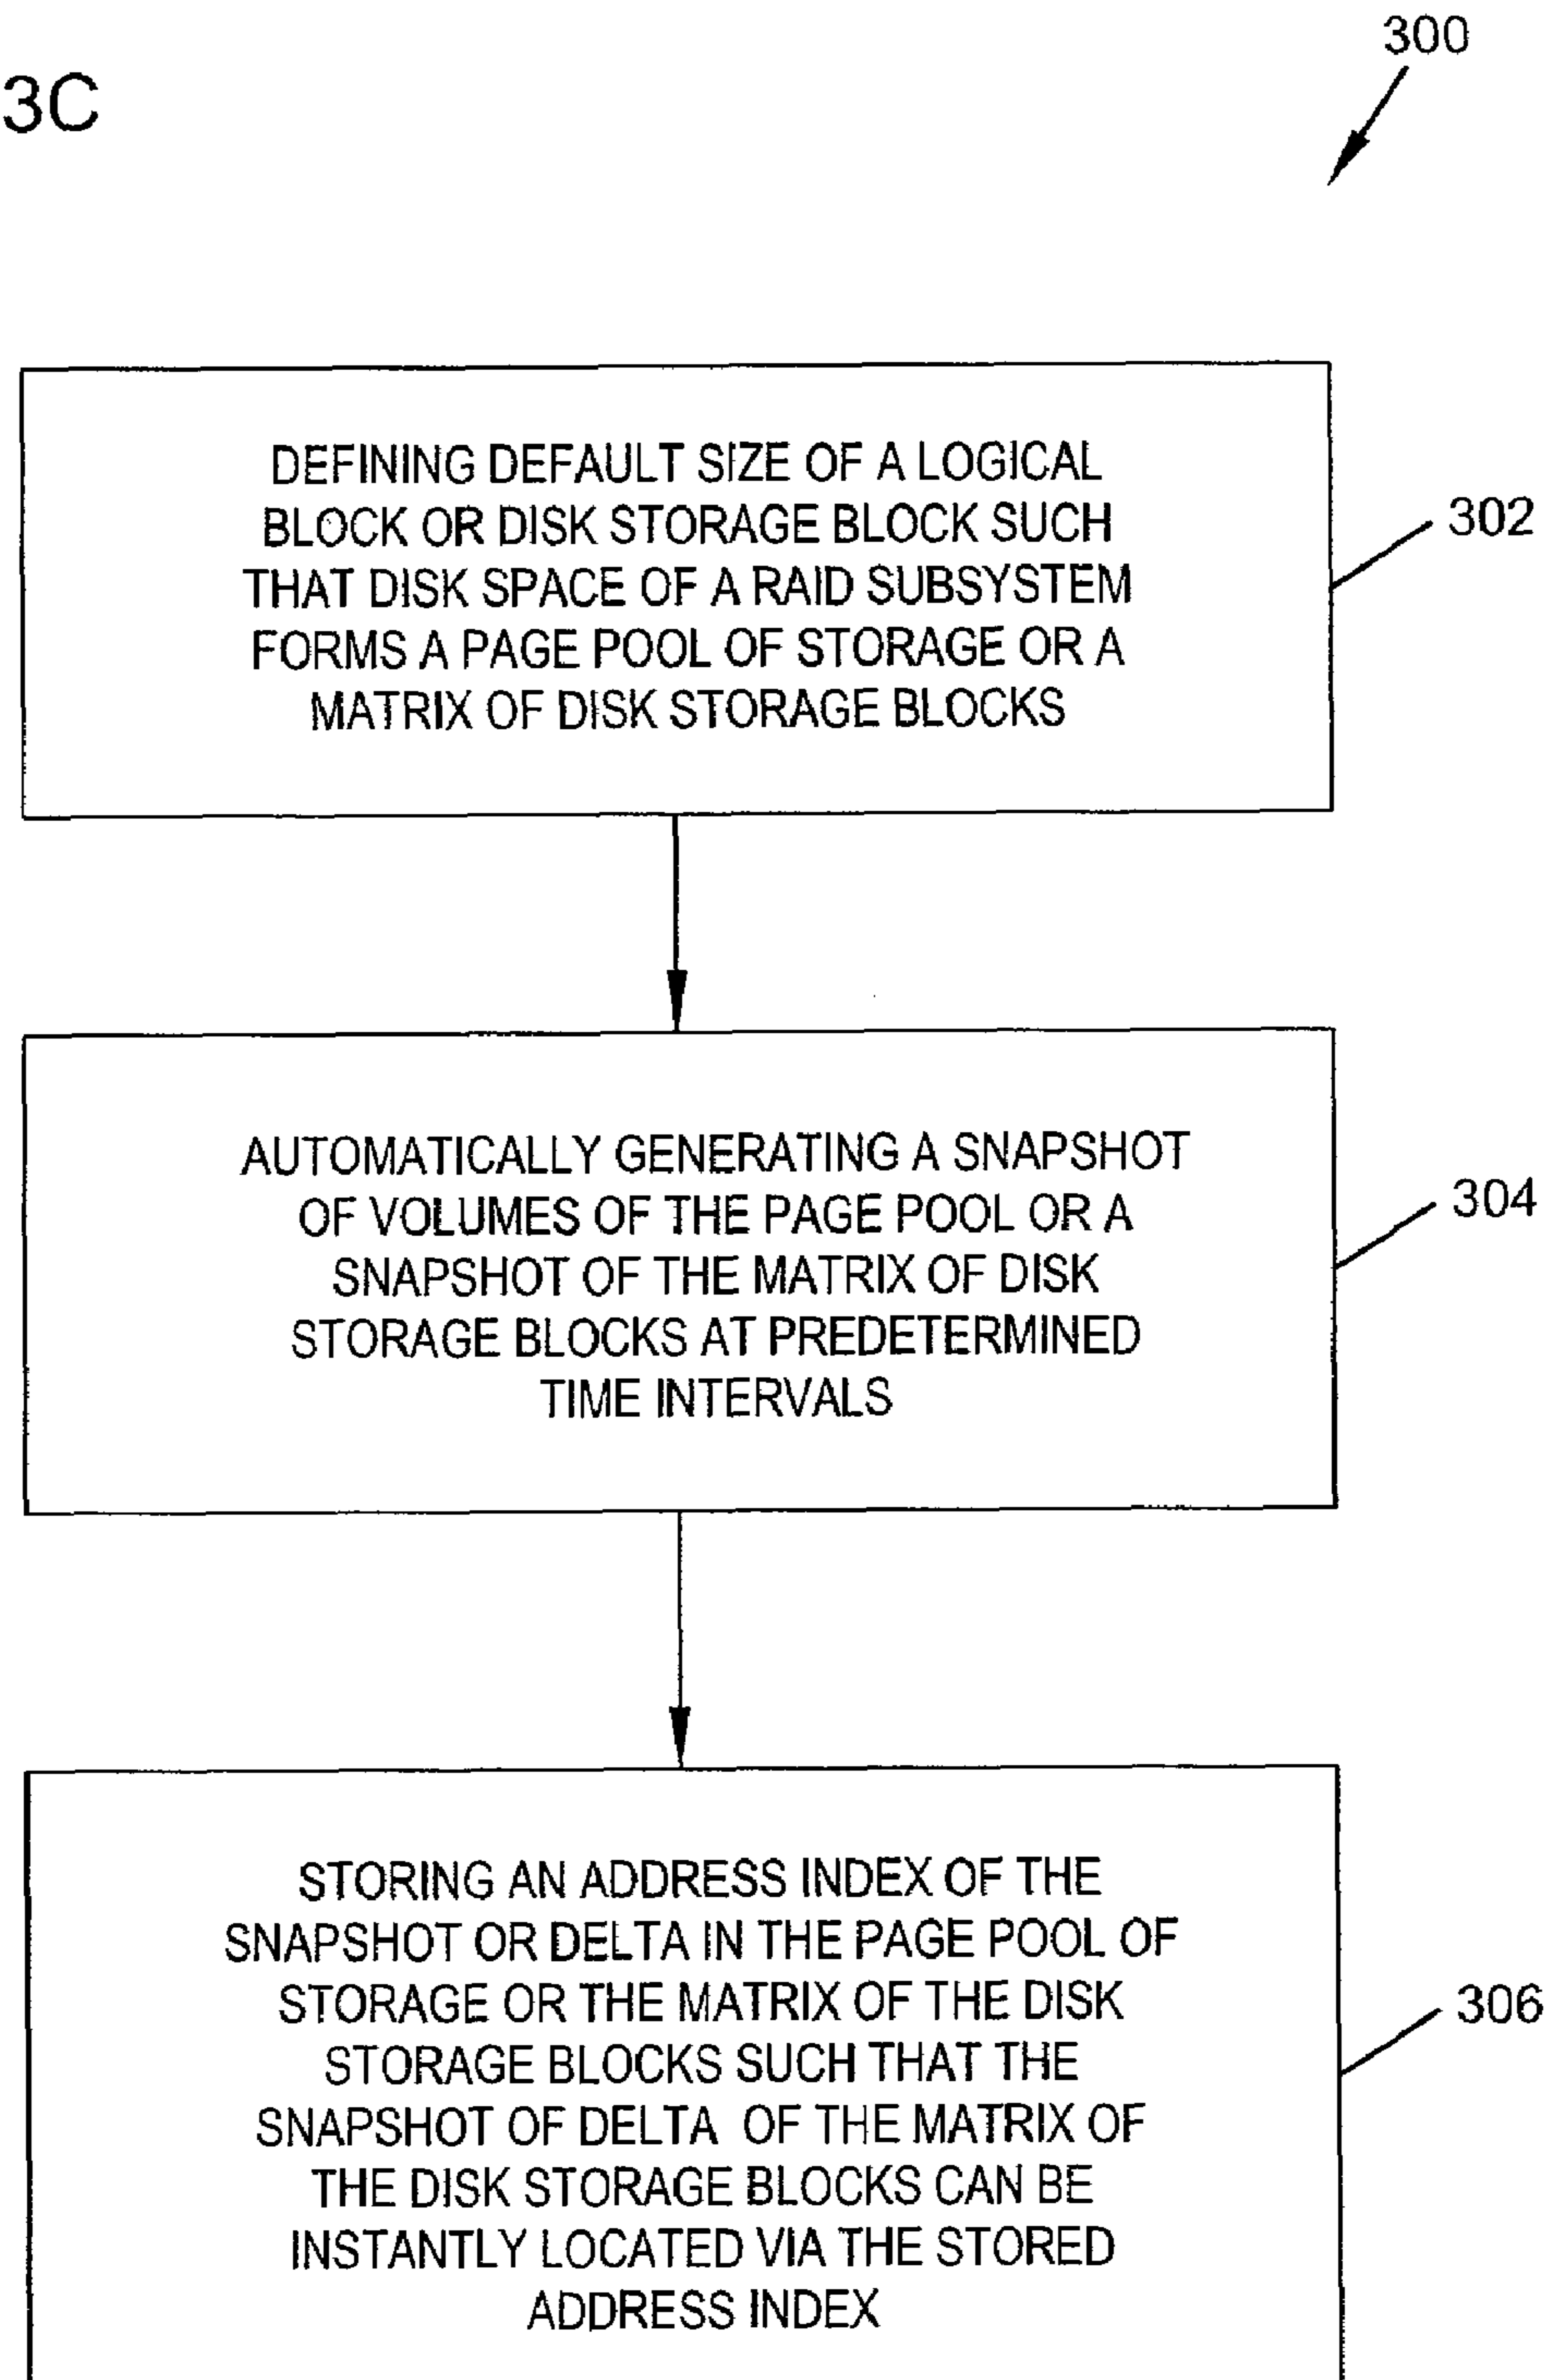 300
3C
DEFINING DEFAULT SIZE OF A LOGICAL
BLOCK OR DISK STORAGE BLOCK SUCH
THAT DISK SPACE OF A RAID SUBSYSTEM
FORMS A PAGE POOL OF STORAGE OR A
MATRIX OF DISK STORAGE BLOCKS
302
AUTOMATICALLY GENERATING A SNAPSHOT
OF VOLUMES OF THE PAGE POOL OR A
SNAPSHOT OF THE MATRIX OF DISK
STORAGE BLOCKS AT PREDETERMINED
TIME INTERVALS
304
STORING AN ADDRESS INDEX OF THE
SNAPSHOT OR DELTA IN THE PAGE POOL OF
STORAGE OR THE MATRIX OF THE DISK
STORAGE BLOCKS SUCH THAT THE
SNAPSHOT OF DELTA OF THE MATRIX OF
THE DISK STORAGE BLOCKS CAN BE
INSTANTLY LOCATED VIA THE STORED
ADDRESS INDEX
306